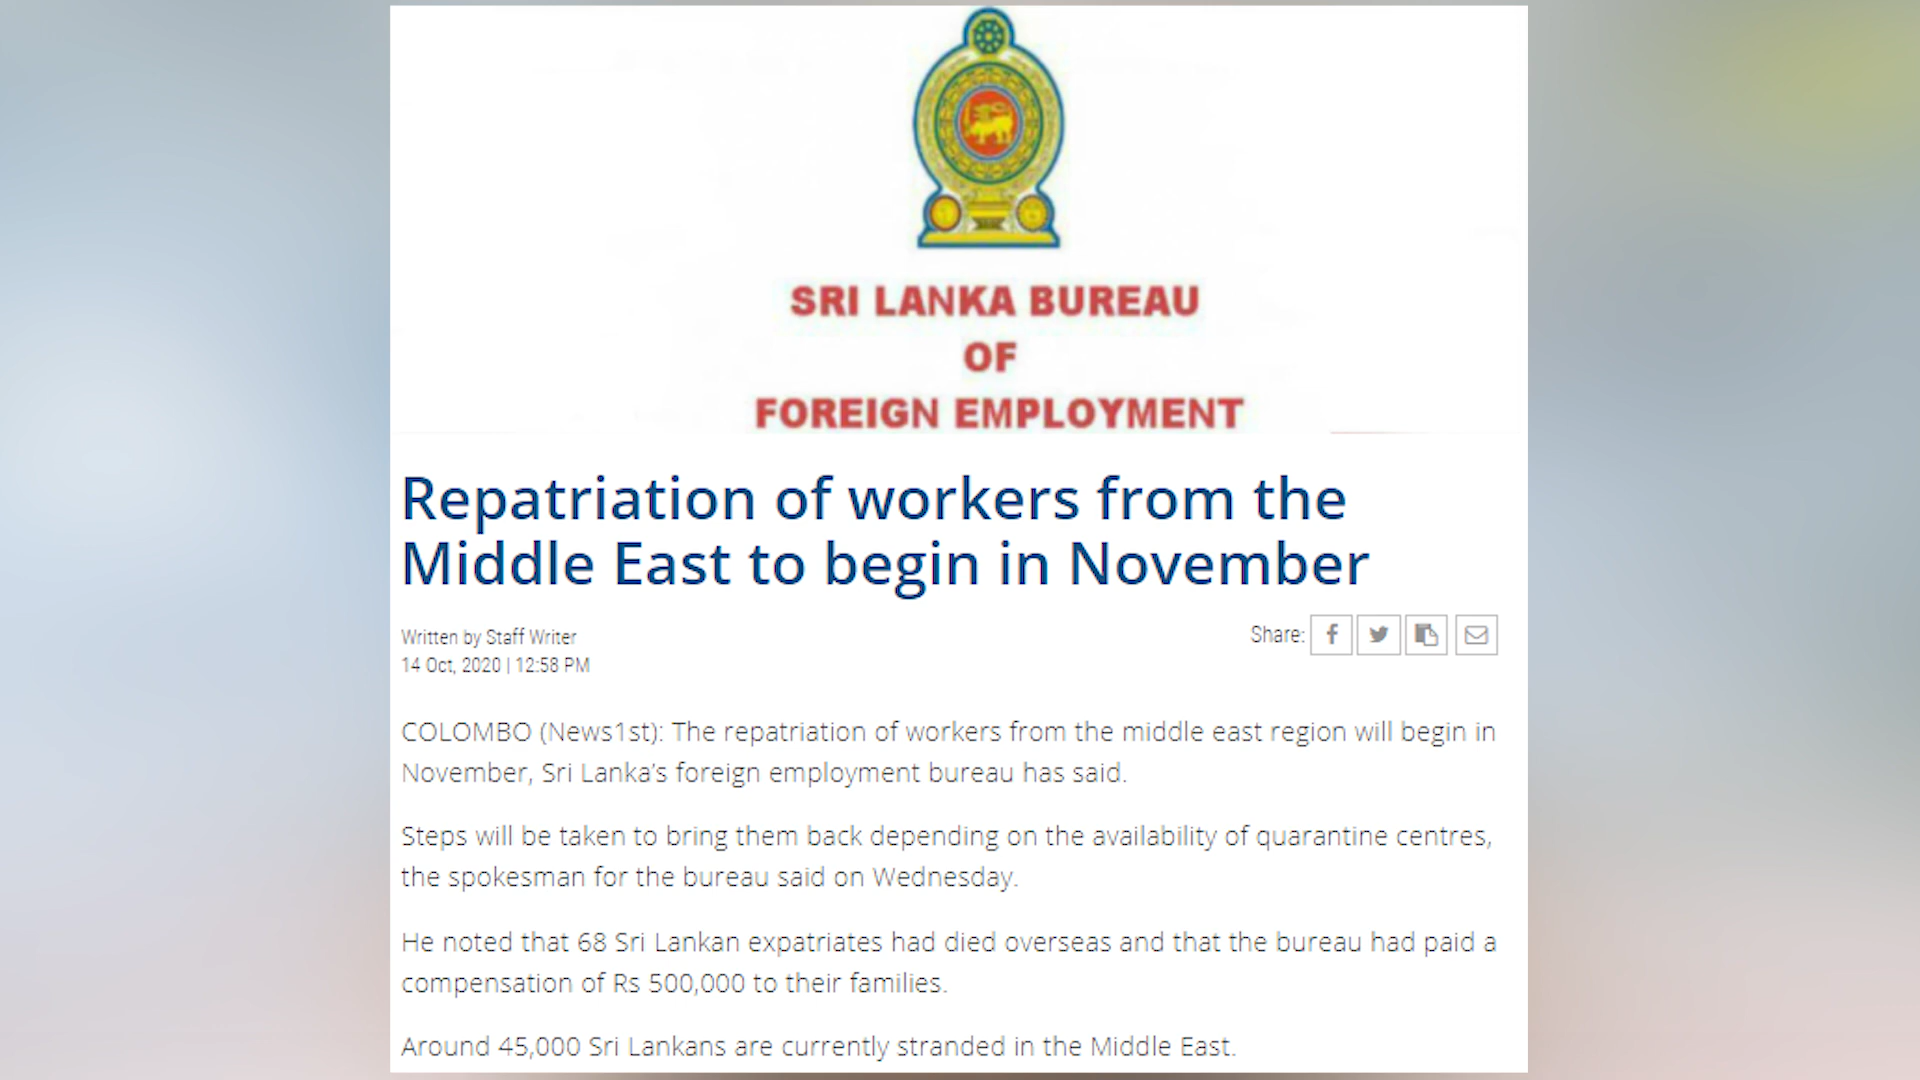 SRI LANKA BUREAU
OF
FOREIGN EMPLOYMENT
Repatriation of workers from the
Middle East to begin in November
Written by Staff Writer
14 Oct, 2020 | 12:58 PM
Share:
COLOMBO (News1st): The repatriation of workers from the middle east region will begin in
November, Sri Lanka’s foreign employment bureau has said.
Steps will be taken to bring them back depending on the availability of quarantine centres,
the spokesman for the bureau said on Wednesday.
He noted that 68 Sri Lankan expatriates had died overseas and that the bureau had paid a
compensation of Rs 500,000 to their families.
Around 45,000 Sri Lankans are currently stranded in the Middle East.